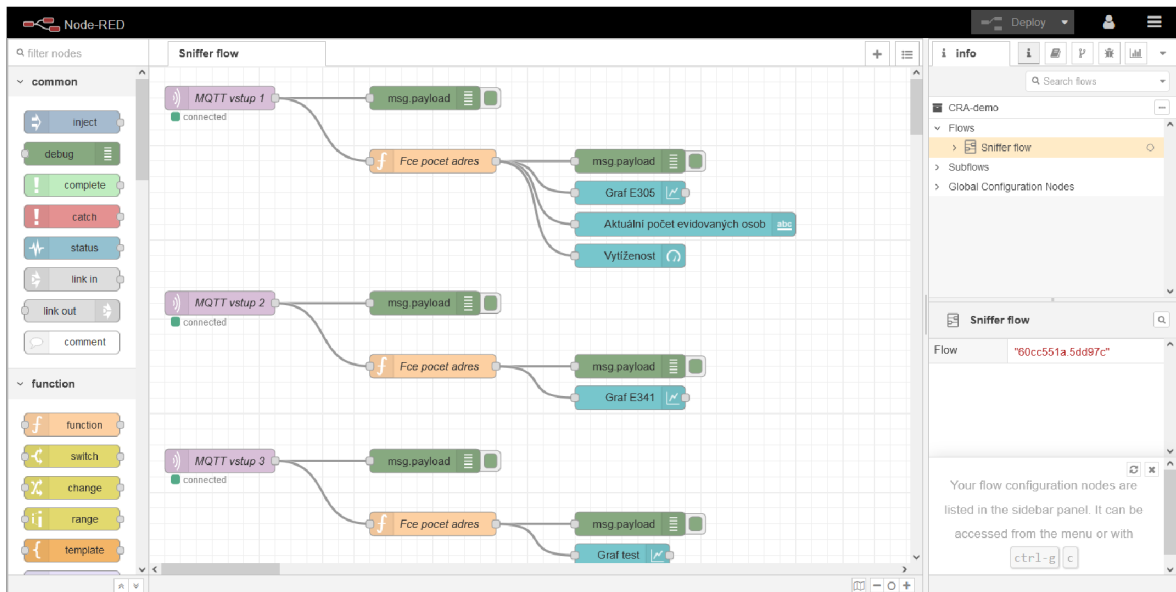 Node-RED
Deploy
filter nodes
Sniffer flow
info
i
Search flows
common
inject
debug
complete
catch
status
link in
link out
comment
function
function
switch
change
range
template
MQTT vstup 1
connected
msg.payload
Fce pocet adres
msg.payload
Graf E305
Aktuální počet evidovaných osob
abc
Vytíženost
MQTT vstup 2
connected
msg.payload
Fce pocet adres
msg.payload
Graf E341
MQTT vstup 3
connected
msg.payload
Fce pocet adres
msg.payload
Graf test
CRA-demo
Flows
Sniffer flow
Subflows
Global Configuration Nodes
Sniffer flow
Flow
"60cc551a.5dd97c"
Your flow configuration nodes are
listed in the sidebar panel. It can be
accessed from the menu or with
ctrl-g c